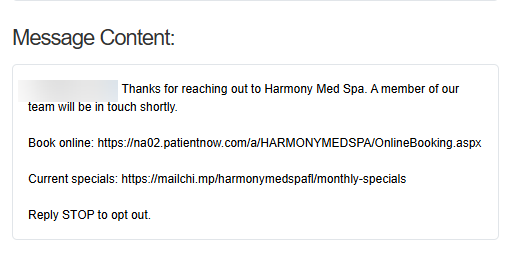 Message Content:
Thanks for reaching out to Harmony Med Spa. A member of our
team will be in touch shortly.
Book online: https://na02.patientnow.com/a/HARMONYMEDSPA/OnlineBooking.aspx
Current specials: https://mailchi.mp/harmonymedspafl/monthly-specials
Reply STOP to opt out.